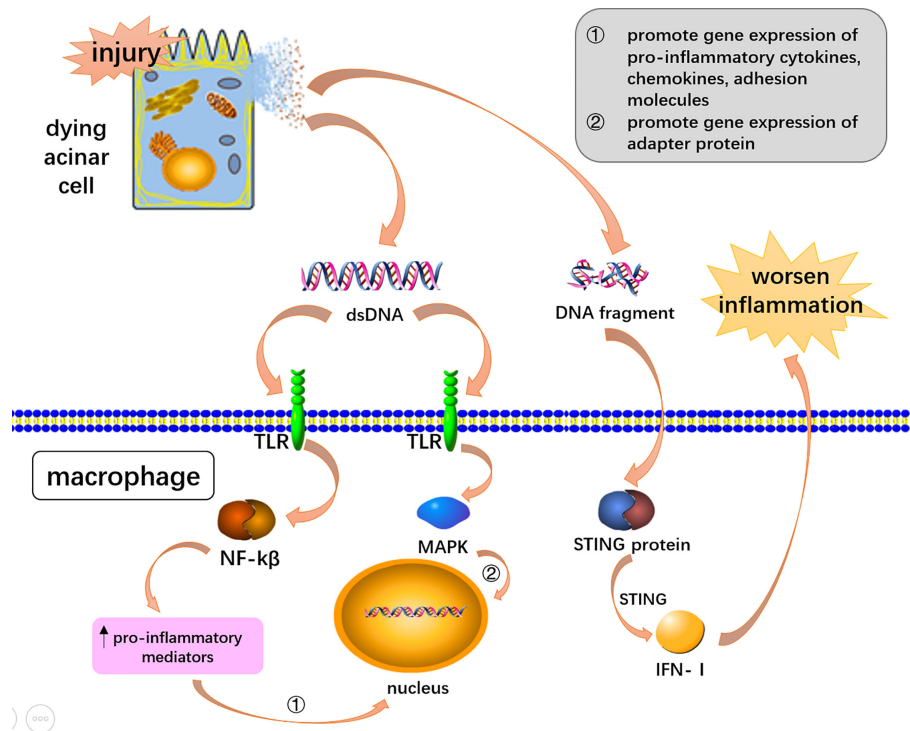 injury
dying
acinar
cell
① promote gene expression of
pro-inflammatory cytokines,
chemokines, adhesion
molecules
② promote gene expression of
adapter protein
worsen
inflammation
dsDNA
DNA fragment
TLR
TLR
macrophage
NF-kβ
MAPK
STING protein
②
STING
pro-inflammatory
mediators
IFN- I
nucleus
①